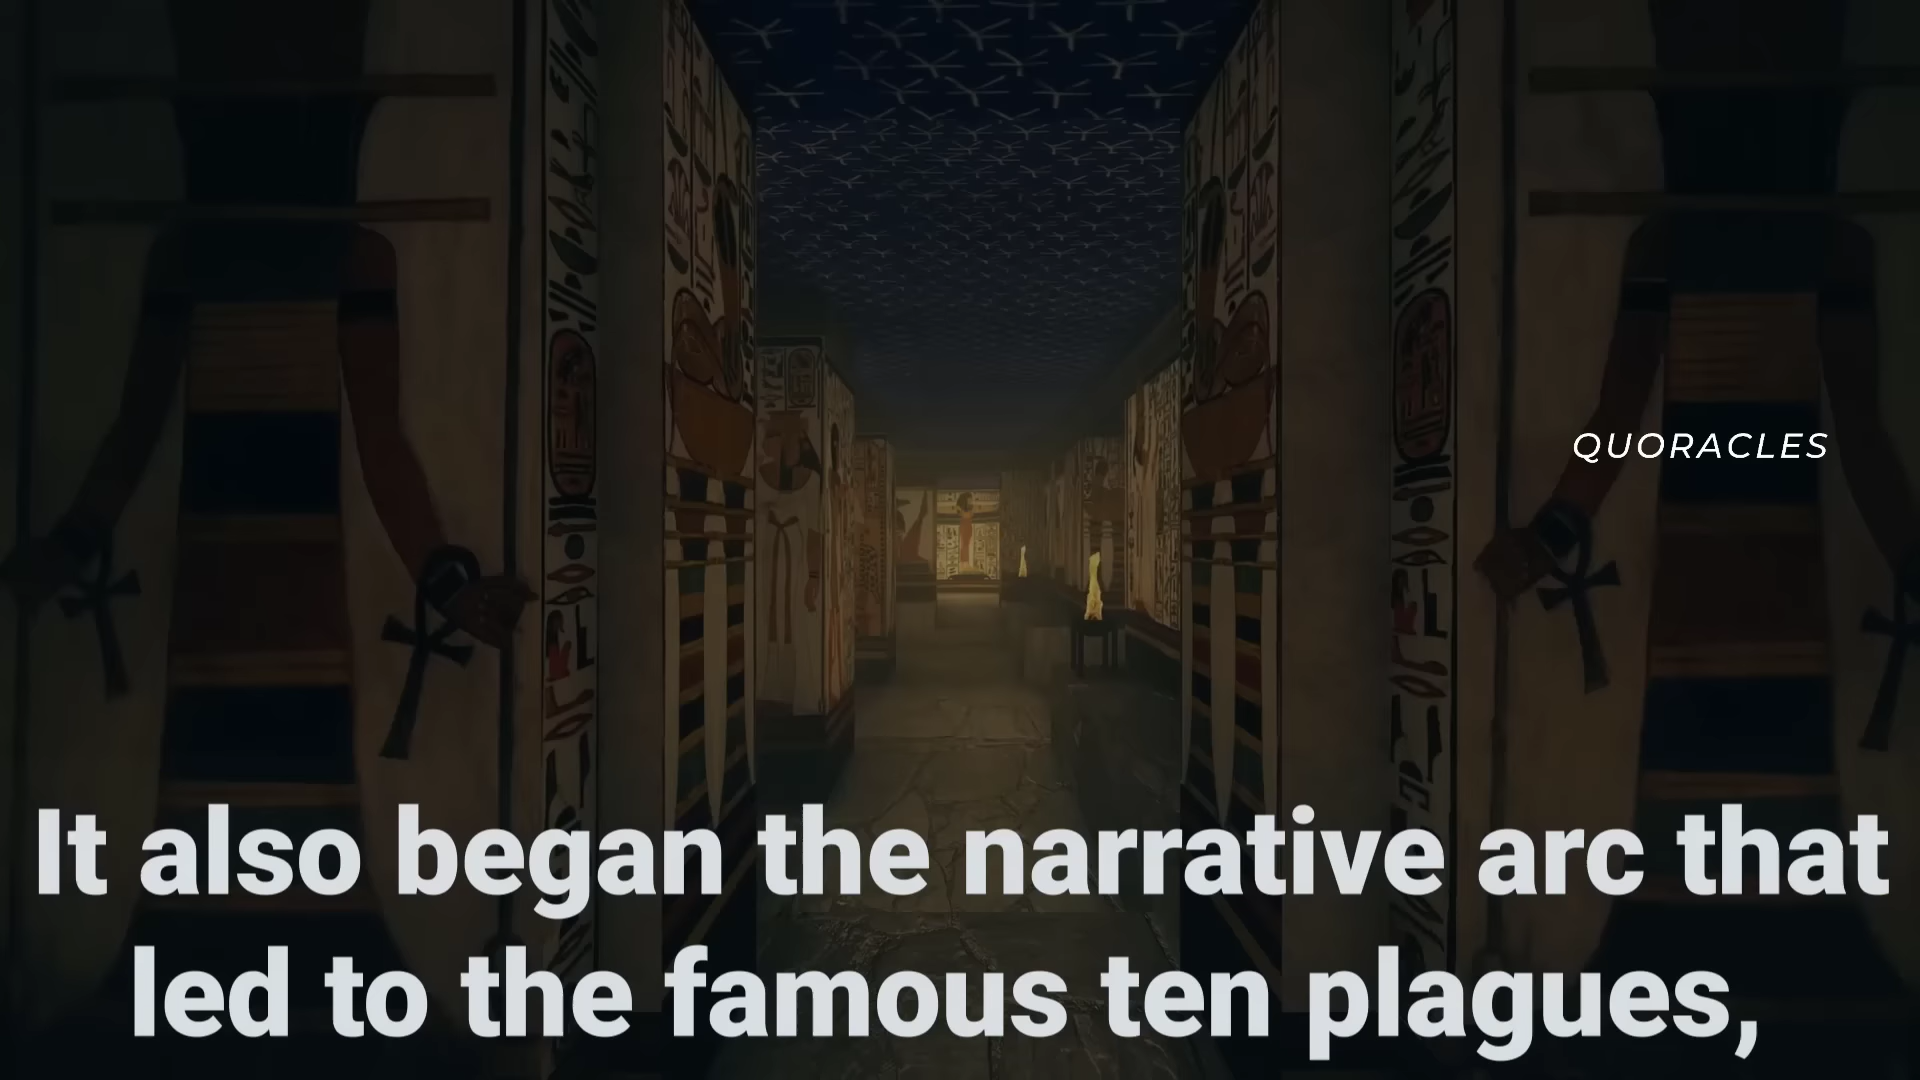 QUORACLES
It also began the narrative arc that
led to the famous ten plagues,